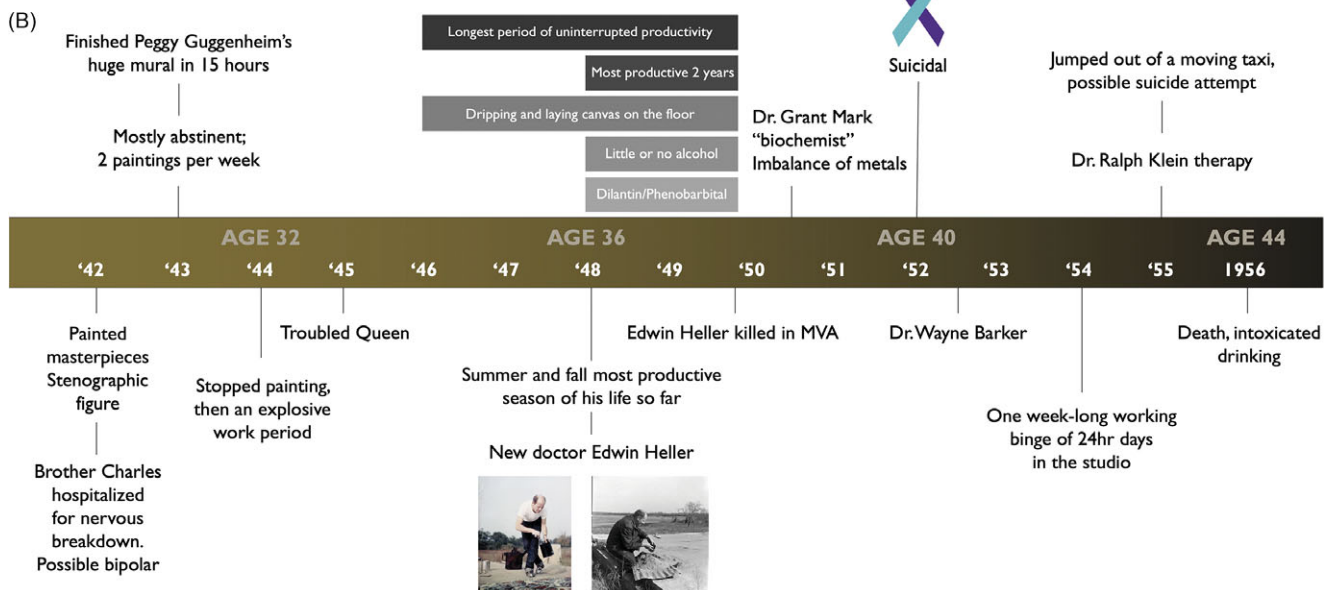 (B)
Finished Peggy Guggenheim's
huge mural in 15 hours
Mostly abstinent;
2 paintings per week
Longest period of uninterrupted productivity
Most productive 2 years
Dripping and laying canvas on the floor
Little or no alcohol
Dilantin/Phenobarbital
Dr. Grant Mark
“biochemist”
Imbalance of metals
Suicidal
Jumped out of a moving taxi,
possible suicide attempt
Dr. Ralph Klein therapy
AGE 32 AGE 36 AGE 40 AGE 44
‘42 ‘43 ‘44 ‘45 ‘46 ‘47 ‘48 ‘49 ‘50 ‘51 ‘52 ‘53 ‘54 ‘55 1956
Painted
masterpieces
Stenographic
figure
Brother Charles
hospitalized
for nervous
breakdown.
Possible bipolar
Stopped painting,
then an explosive
work period
Troubled Queen
Summer and fall most productive
season of his life so far
New doctor Edwin Heller
Edwin Heller killed in MVA
Dr. Wayne Barker
One week-long working
binge of 24hr days
in the studio
Death, intoxicated
drinking